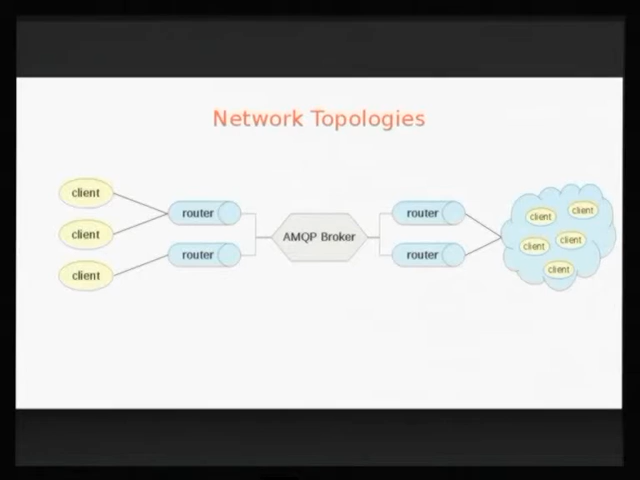 Network Topologies
client
client
client
router
router
AMQP Broker
router
router
client
client
client
client
client